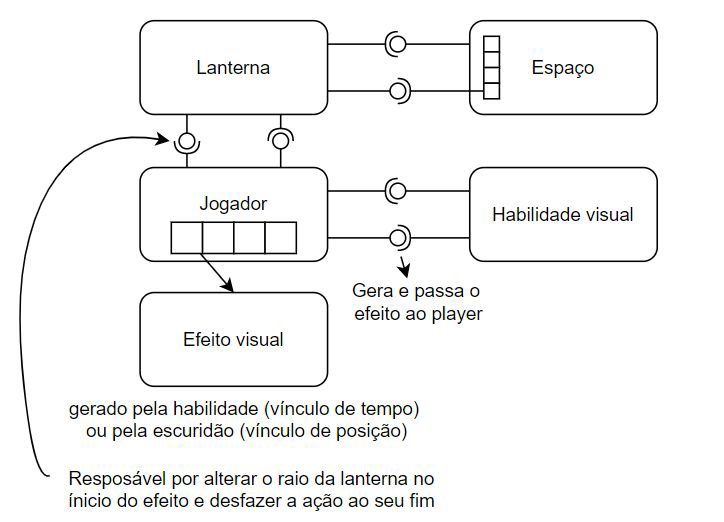 Lanterna
Espaço
Jogador
Habilidade visual
Gera e passa o
efeito ao player
Efeito visual
gerado pela habilidade (vínculo de tempo)
ou pela escuridão (vínculo de posição)
Resposável por alterar o raio da lanterna no
ínicio do efeito e desfazer a ação ao seu fim